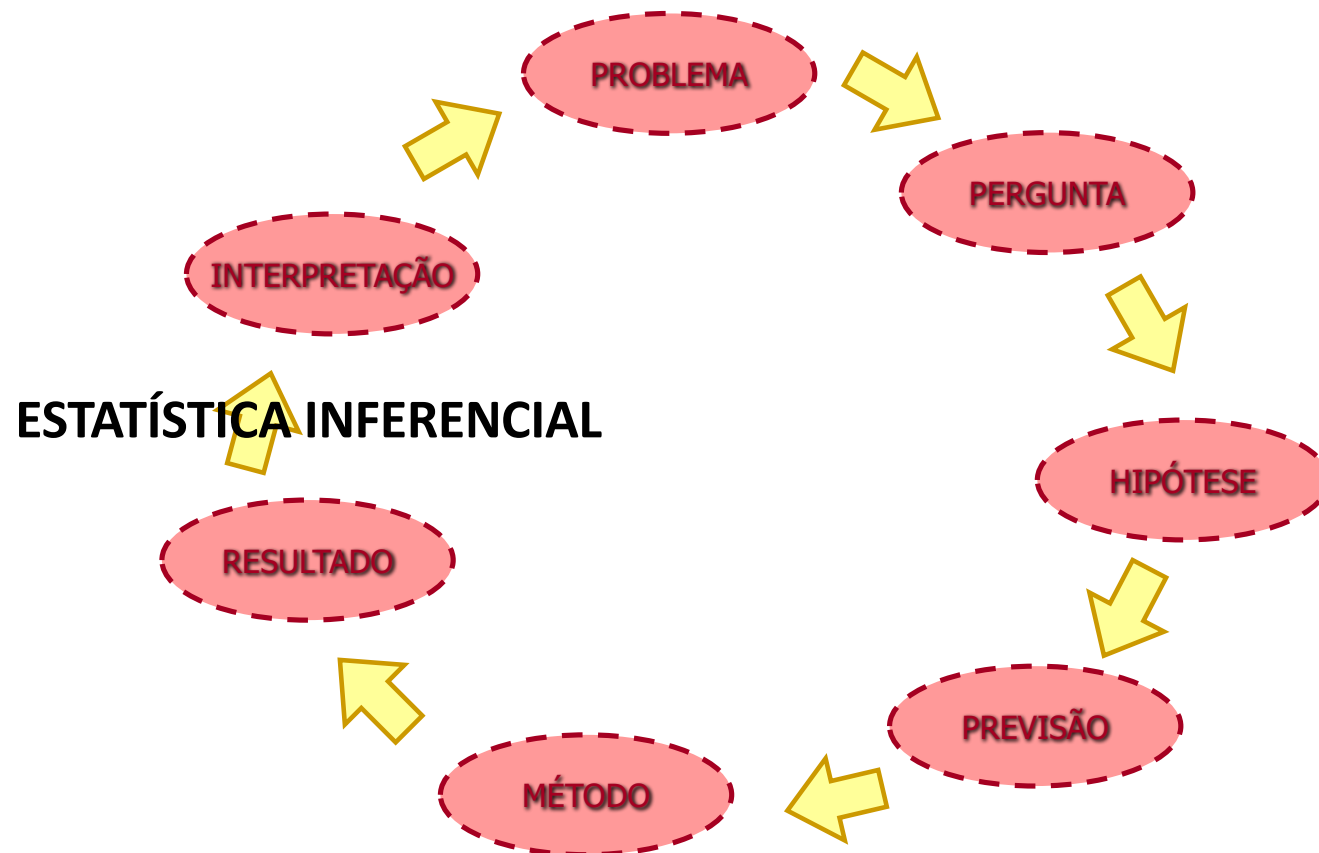 PROBLEMA
PERGUNTA
INTERPRETAÇÃO
ESTATÍSTICA INFERENCIAL
HIPÓTESE
RESULTADO
PREVISÃO
MÉTODO